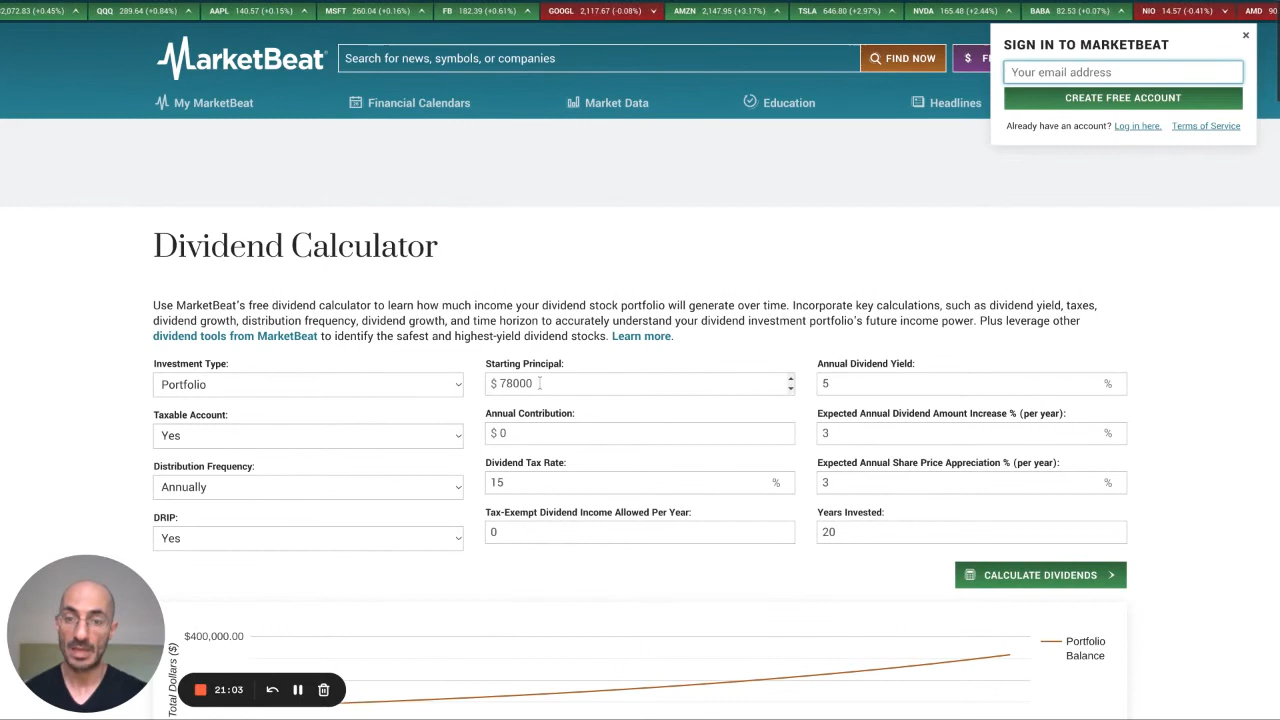 2,072.83 (+0.45%) QQQ 289.64 (+0.84%) AAPL 140.57 (+0.15%) MSFT 260.04 (+0.16%) FB 182.39 (+0.61%) GOOGL 2,117.67 (-0.08%) AMZN 2,147.95 (+3.17%) TSLA 646.80 (+2.97%) NVDA 165.48 (+2.44%) BABA 82.53 (+0.07%) NIO 14.57 (-0.41%) AMD 90
SIGN IN TO MARKETBEAT
MarketBeat
Search for news, symbols, or companies
FIND NOW
$
Your email address
CREATE FREE ACCOUNT
My MarketBeat Financial Calendars Market Data Education Headlines
Already have an account? Log in here. Terms of Service
Dividend Calculator
Use MarketBeat's free dividend calculator to learn how much income your dividend stock portfolio will generate over time. Incorporate key calculations, such as dividend yield, taxes,
dividend growth, distribution frequency, dividend growth, and time horizon to accurately understand your dividend investment portfolio's future income power. Plus leverage other
dividend tools from MarketBeat to identify the safest and highest-yield dividend stocks. Learn more.
Investment Type: Starting Principal: Annual Dividend Yield:
Portfolio $ 78000 5 %
Taxable Account: Annual Contribution: Expected Annual Dividend Amount Increase % (per year):
Yes $ 0 3 %
Distribution Frequency: Dividend Tax Rate: Expected Annual Share Price Appreciation % (per year):
Annually 15 % 3 %
DRIP: Tax-Exempt Dividend Income Allowed Per Year: Years Invested:
Yes 0 20
CALCULATE DIVIDENDS
$400,000.00
Portfolio
Balance
Total Dollars ($)
21:03